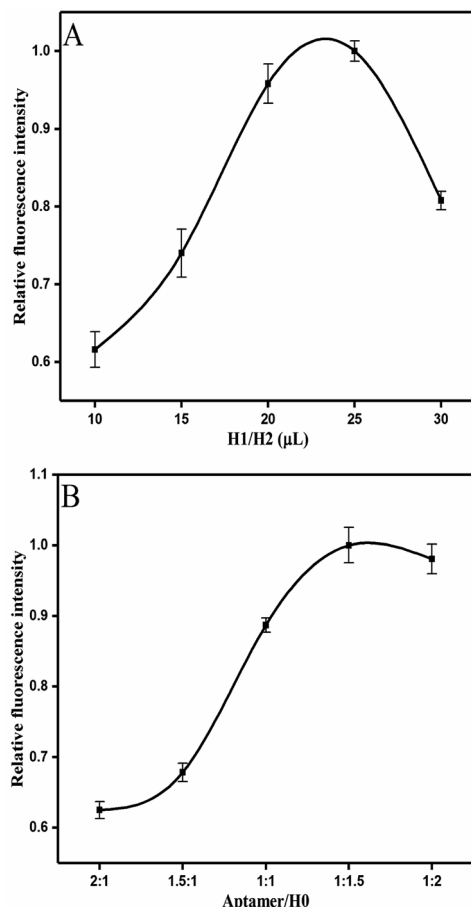 A
Relative fluorescence intensity
1.0
0.9
0.8
0.7
0.6
10 15 20 25 30
H1/H2 (μL)
B
Relative fluorescence intensity
1.1
1.0
0.9
0.8
0.7
0.6
2:1 1.5:1 1:1 1:1.5 1:2
Aptamer/H0